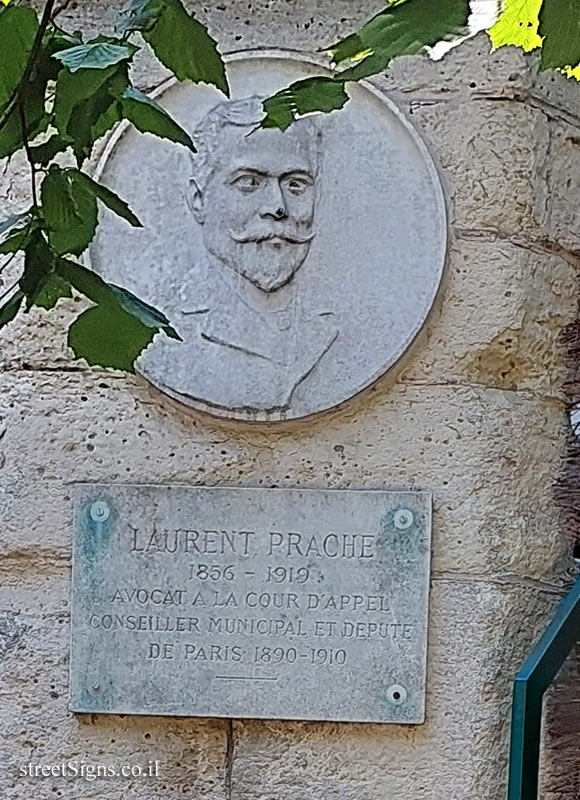 LAURENT PRACHE
1856 - 1919
AVOCAT A LA COUR D'APPEL
CONSEILLER MUNICIPAL ET DEPUTE
DE PARIS 1890-1910
streetSigns.co.il